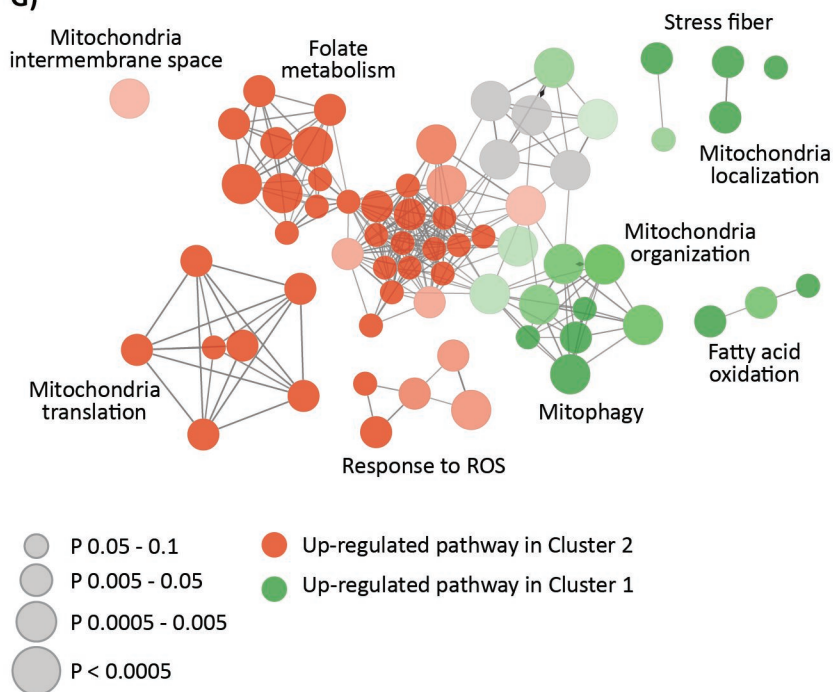 G)
Mitochondria
intermembrane space
Folate
metabolism
Stress fiber
Mitochondria
localization
Mitochondria
organization
Fatty acid
oxidation
Mitochondria
translation
Mitophagy
Response to ROS
P 0.05 - 0.1
P 0.005 - 0.05
P 0.0005 - 0.005
P < 0.0005
Up-regulated pathway in Cluster 2
Up-regulated pathway in Cluster 1